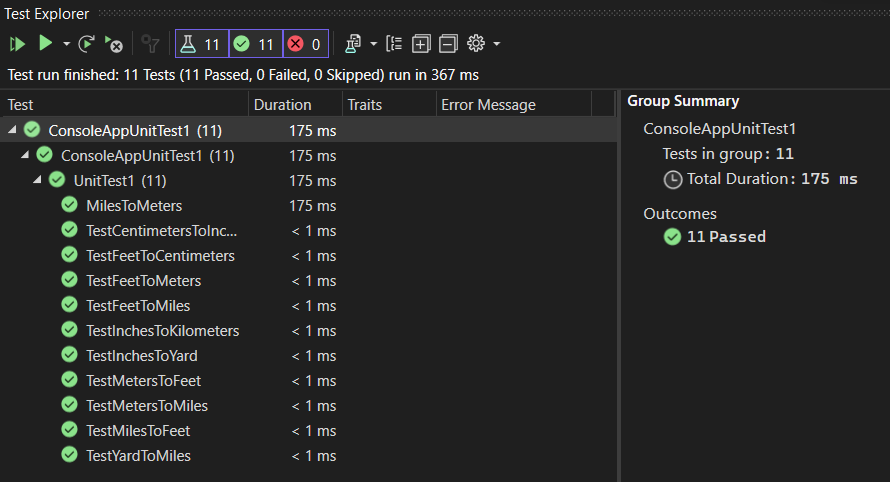 Test Explorer
11 11 0
Test run finished: 11 Tests (11 Passed, 0 Failed, 0 Skipped) run in 367 ms
Test Duration Traits Error Message
ConsoleAppUnitTest1 (11) 175 ms
ConsoleAppUnitTest1 (11) 175 ms
UnitTest1 (11) 175 ms
MilesToMeters 175 ms
TestCentimetersToInc... < 1 ms
TestFeetToCentimeters < 1 ms
TestFeetToMeters < 1 ms
TestFeetToMiles < 1 ms
TestInchesToKilometers < 1 ms
TestInchesToYard < 1 ms
TestMetersToFeet < 1 ms
TestMetersToMiles < 1 ms
TestMilesToFeet < 1 ms
TestYardToMiles < 1 ms
Group Summary
ConsoleAppUnitTest1
Tests in group: 11
Total Duration: 175 ms
Outcomes
11 Passed